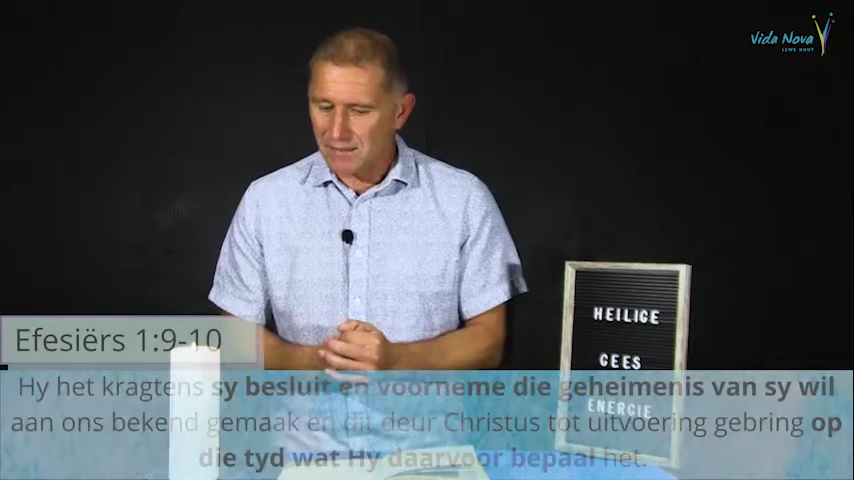 Vida Nova
LEWE NUUT
HEILIGE
GEES
ENERGIE
Efesiërs 1:9-10
Hy het kragtens sy besluit en voorneme die geheimenis van sy wil
aan ons bekend gemaak en dit deur Christus tot uitvoering gebring op
die tyd wat Hy daarvoor bepaal het.